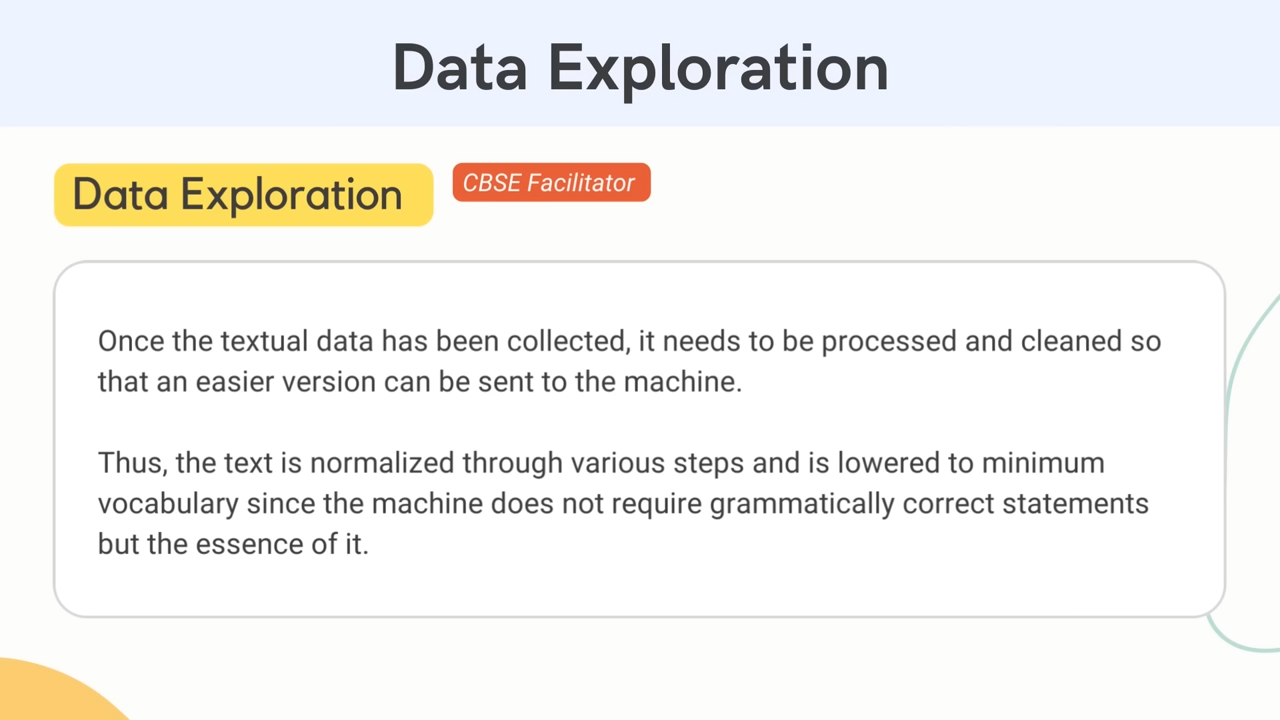 Data Exploration
Data Exploration
CBSE Facilitator
Once the textual data has been collected, it needs to be processed and cleaned so
that an easier version can be sent to the machine.
Thus, the text is normalized through various steps and is lowered to minimum
vocabulary since the machine does not require grammatically correct statements
but the essence of it.